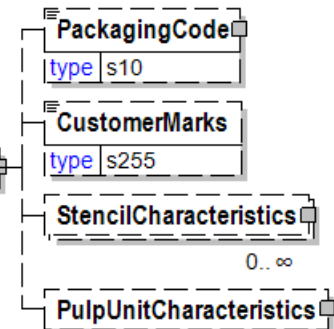 PackagingCode
type s10
CustomerMarks
type s255
StencilCharacteristics
0.. ∞
PulpUnitCharacteristics